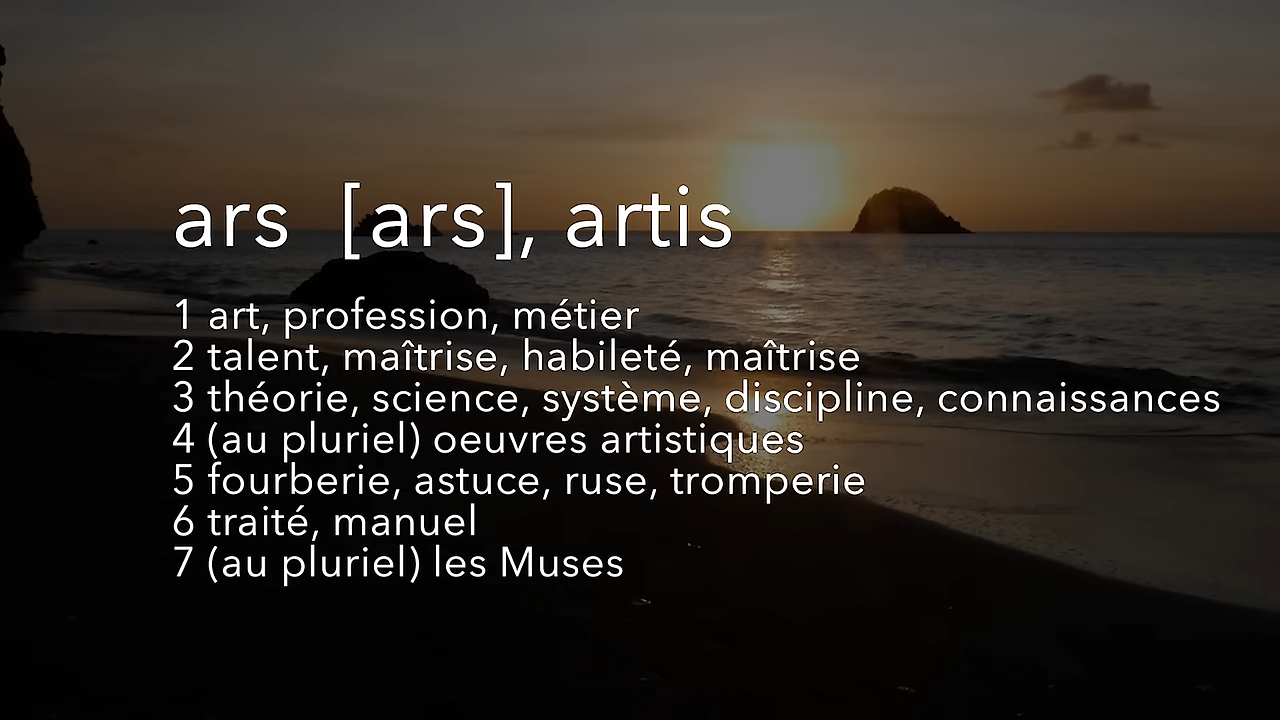 ars [ars], artis
1 art, profession, métier
2 talent, maîtrise, habileté, maîtrise
3 théorie, science, système, discipline, connaissances
4 (au pluriel) oeuvres artistiques
5 fourberie, astuce, ruse, tromperie
6 traité, manuel
7 (au pluriel) les Muses